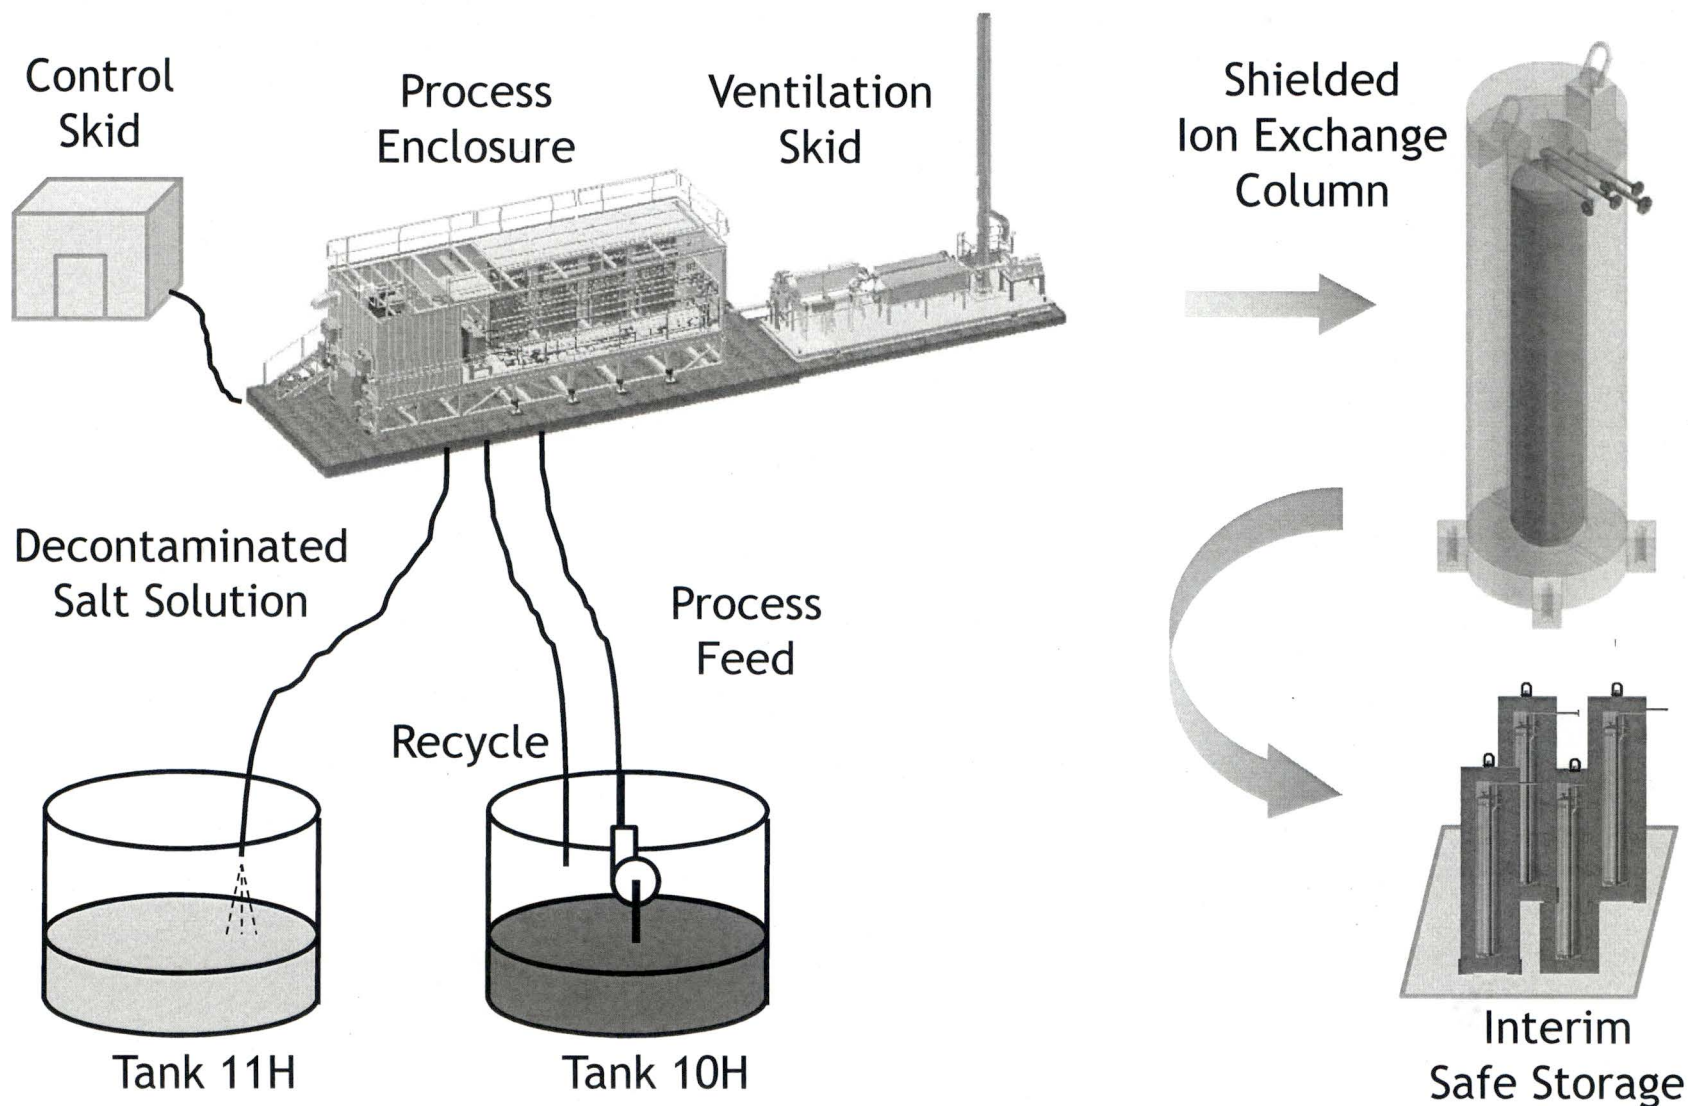 Control
Skid
Process
Enclosure
Ventilation
Skid
Shielded
Ion Exchange
Column
Decontaminated
Salt Solution
Process
Feed
Recycle
Tank 11H
Tank 10H
Interim
Safe Storage